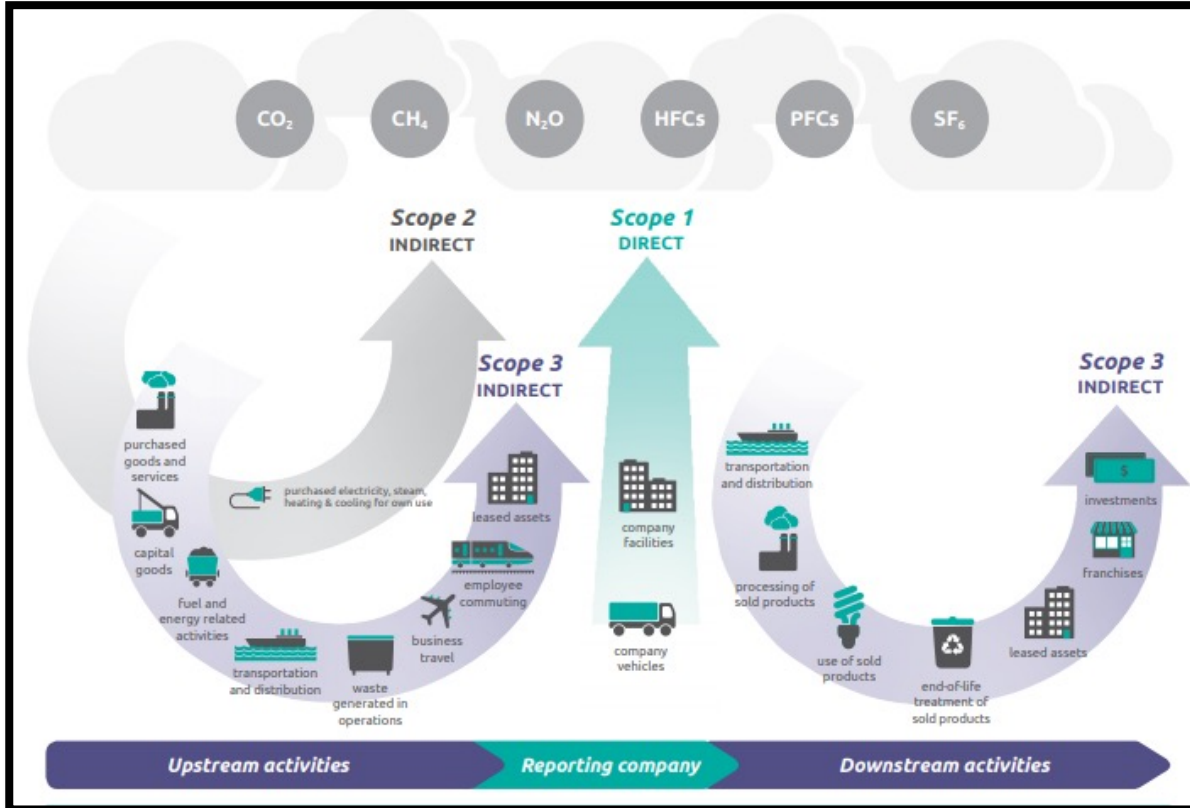 CO₂ CH₄ N₂O HFCs PFCs SF₆
Scope 2
INDIRECT
Scope 1
DIRECT
Scope 3
INDIRECT
Scope 3
INDIRECT
purchased
goods and
services
capital
goods
fuel and
energy related
activities
purchased electricity, steam,
heating & cooling for own use
transportation
and distribution
waste
generated in
operations
business
travel
employee
commuting
leased assets
company
facilities
company
vehicles
transportation
and distribution
processing of
sold products
use of sold
products
end-of-life
treatment of
sold products
leased assets
franchises
$
investments
Upstream activities
Reporting company
Downstream activities